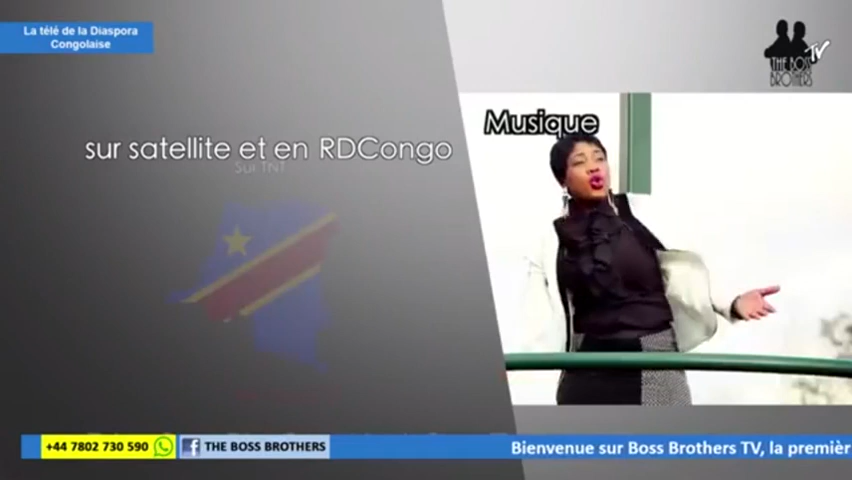 La télé de la Diaspora
Congolaise
TV
THE BOSS
BROTHERS
Musique
sur satellite et en RDCongo
Sur TNT
+44 7802 730 590
f THE BOSS BROTHERS
Bienvenue sur Boss Brothers TV, la premièr